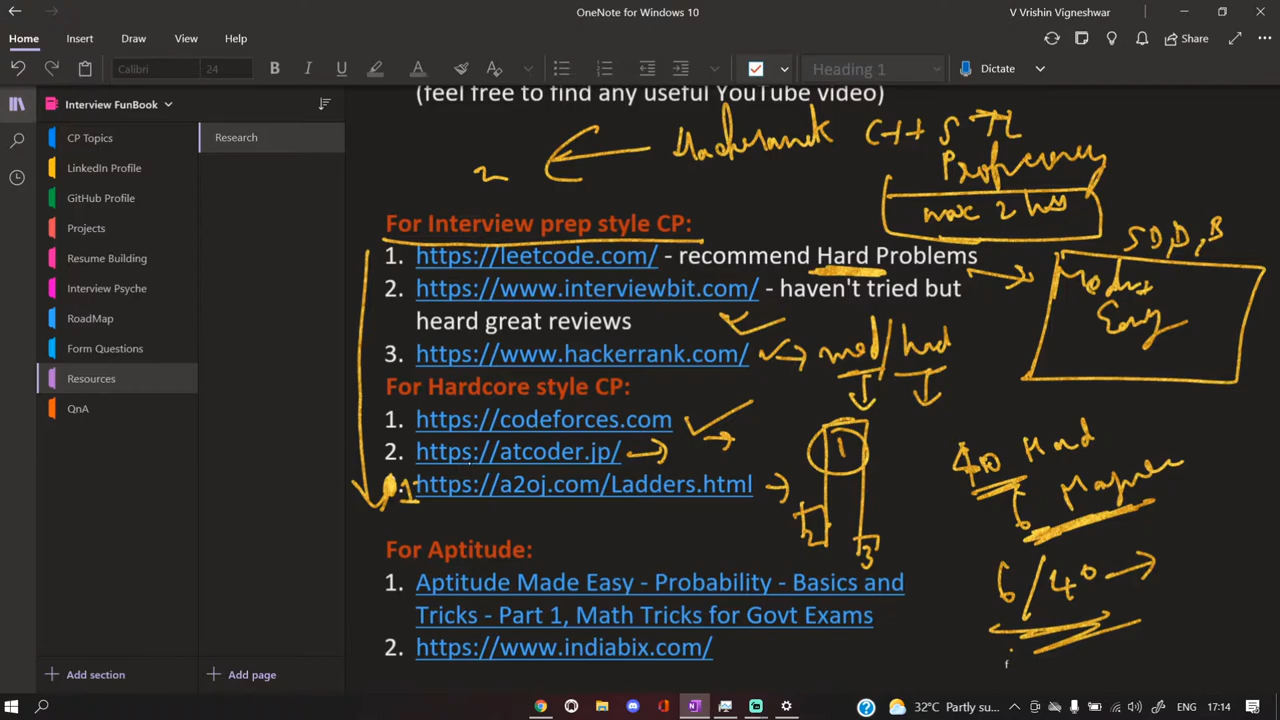 OneNote for Windows 10
V Vrishin Vigneshwar
Home Insert Draw View Help
Share
Calibri 24 B I U A Heading 1 Dictate
Interview FunBook
CP Topics
LinkedIn Profile
GitHub Profile
Projects
Resume Building
Interview Psyche
RoadMap
Form Questions
Resources
QnA
Research
(feel free to find any useful YouTube video)
Hackerrank C++ STL
Proficiency
max 2 hrs
For Interview prep style CP:
1. https://leetcode.com/ - recommend Hard Problems
2. https://www.interviewbit.com/ - haven't tried but
heard great reviews
3. https://www.hackerrank.com/
med/hard
SD, D, B
Easy
For Hardcore style CP:
1. https://codeforces.com
2. https://atcoder.jp/
1 https://a2oj.com/Ladders.html
1
2
3
40 Hard
6/40
For Aptitude:
1. Aptitude Made Easy - Probability - Basics and
Tricks - Part 1, Math Tricks for Govt Exams
2. https://www.indiabix.com/
Add section
Add page
32°C Partly su... ENG 17:14